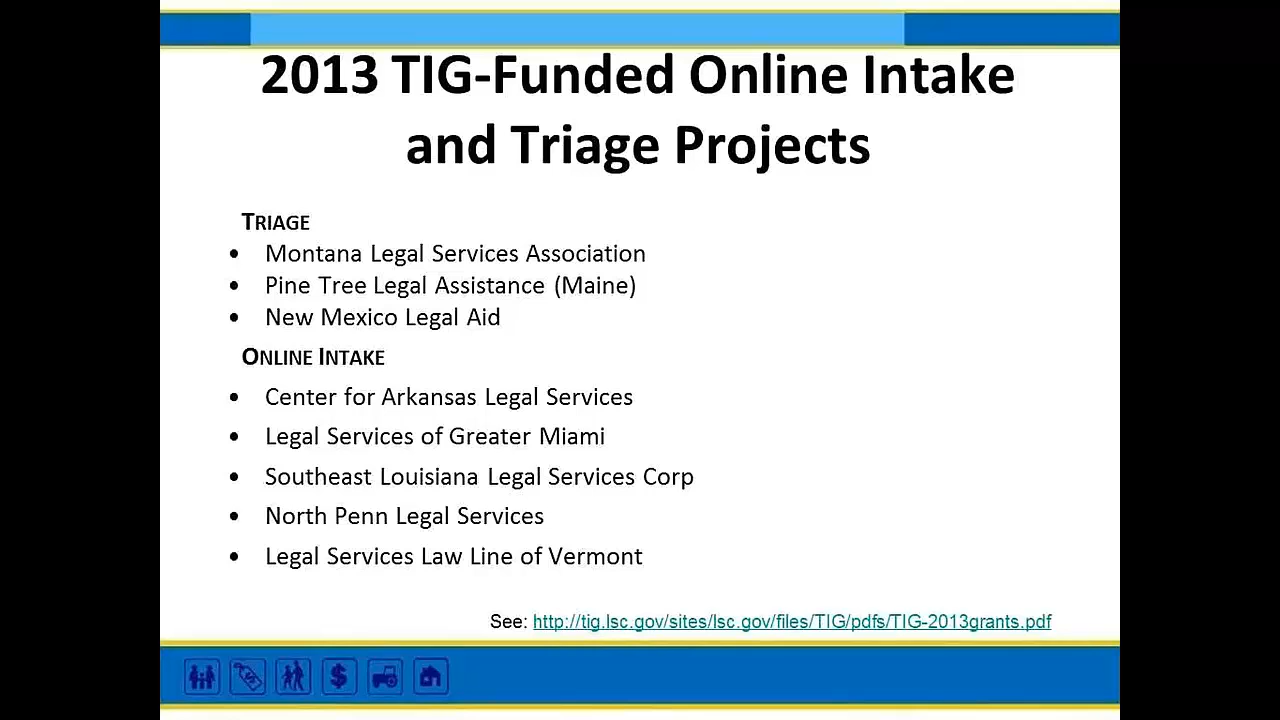 2013 TIG-Funded Online Intake
and Triage Projects
TRIAGE
• Montana Legal Services Association
• Pine Tree Legal Assistance (Maine)
• New Mexico Legal Aid
ONLINE INTAKE
• Center for Arkansas Legal Services
• Legal Services of Greater Miami
• Southeast Louisiana Legal Services Corp
• North Penn Legal Services
• Legal Services Law Line of Vermont
See: http://tig.lsc.gov/sites/lsc.gov/files/TIG/pdfs/TIG-2013grants.pdf
$